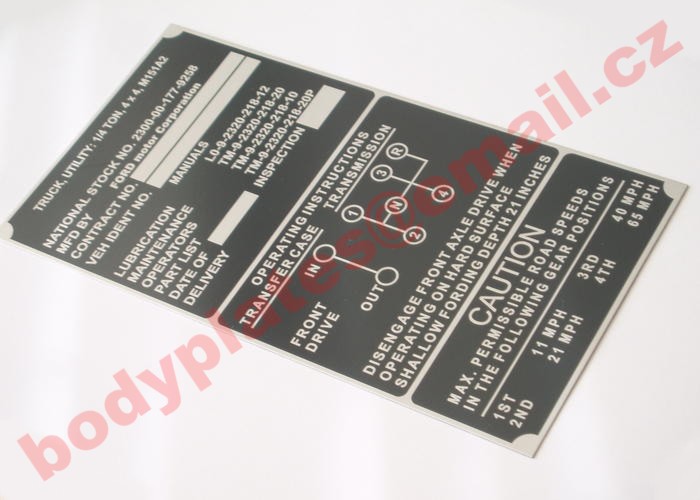 TRUCK, UTILITY: 1/4 TON, 4 x 4, M151A2
NATIONAL STOCK NO. 2300-00-177-9258
MFD BY Ford motor Corporation
CONTRACT NO.
VEH IDENT NO.
MANUALS
LUBRICATION LO-9-2320-218-12
MAINTENANCE TM-9-2320-218-20
OPERATORS TM-9-2320-218-10
PART LIST TM-9-2320-218-20P
DATE OF DELIVERY INSPECTION
OPERATING INSTRUCTIONS
TRANSFER CASE TRANSMISSION
FRONT DRIVE
IN
OUT
1 3 R
N
2 4
DISENGAGE FRONT AXLE DRIVE WHEN
OPERATING ON HARD SURFACE
SHALLOW FORDING DEPTH 21 INCHES
CAUTION
MAX. PERMISSIBLE ROAD SPEEDS
IN THE FOLLOWING GEAR POSITIONS
1ST 11 MPH 3RD 40 MPH
2ND 21 MPH 4TH 65 MPH
bodyplates@email.cz